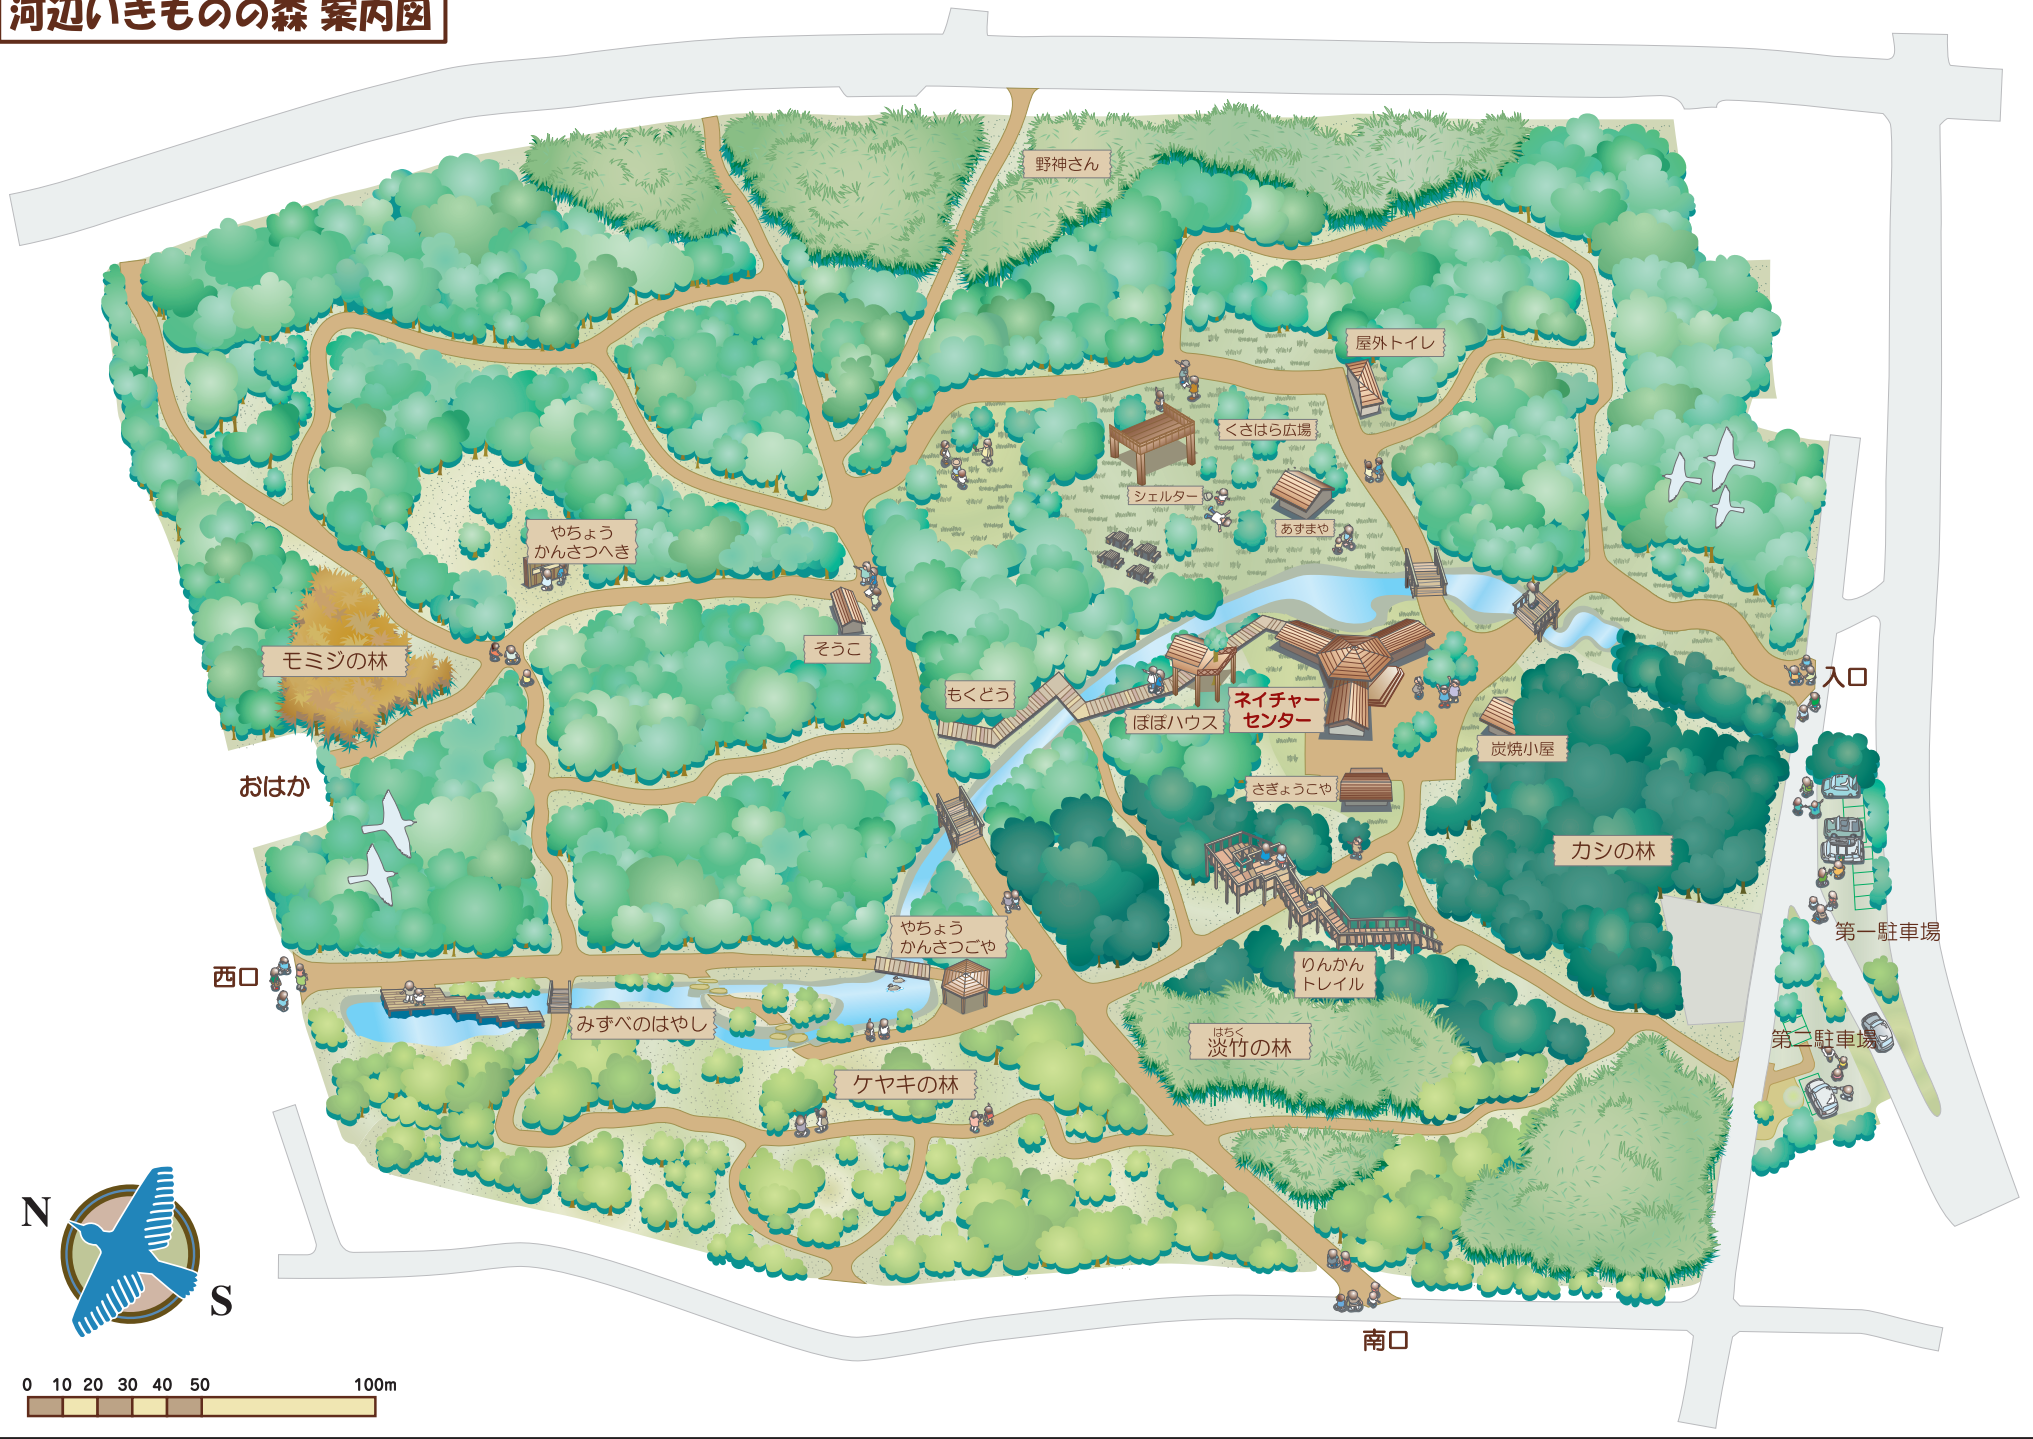 河辺いきものの森 案内図
野神さん
屋外トイレ
くさはら広場
シェルター
あずまや
やちょう
かんさつへき
そうこ
モミジの林
もくどう
ぽぽハウス
ネイチャー
センター
入口
炭焼小屋
おはか
さぎょうこや
カシの林
第一駐車場
やちょう
かんさつごや
西口
りんかん
トレイル
みずべのはやし
はちく
淡竹の林
第二駐車場
ケヤキの林
N
S
南口
0 10 20 30 40 50 100m